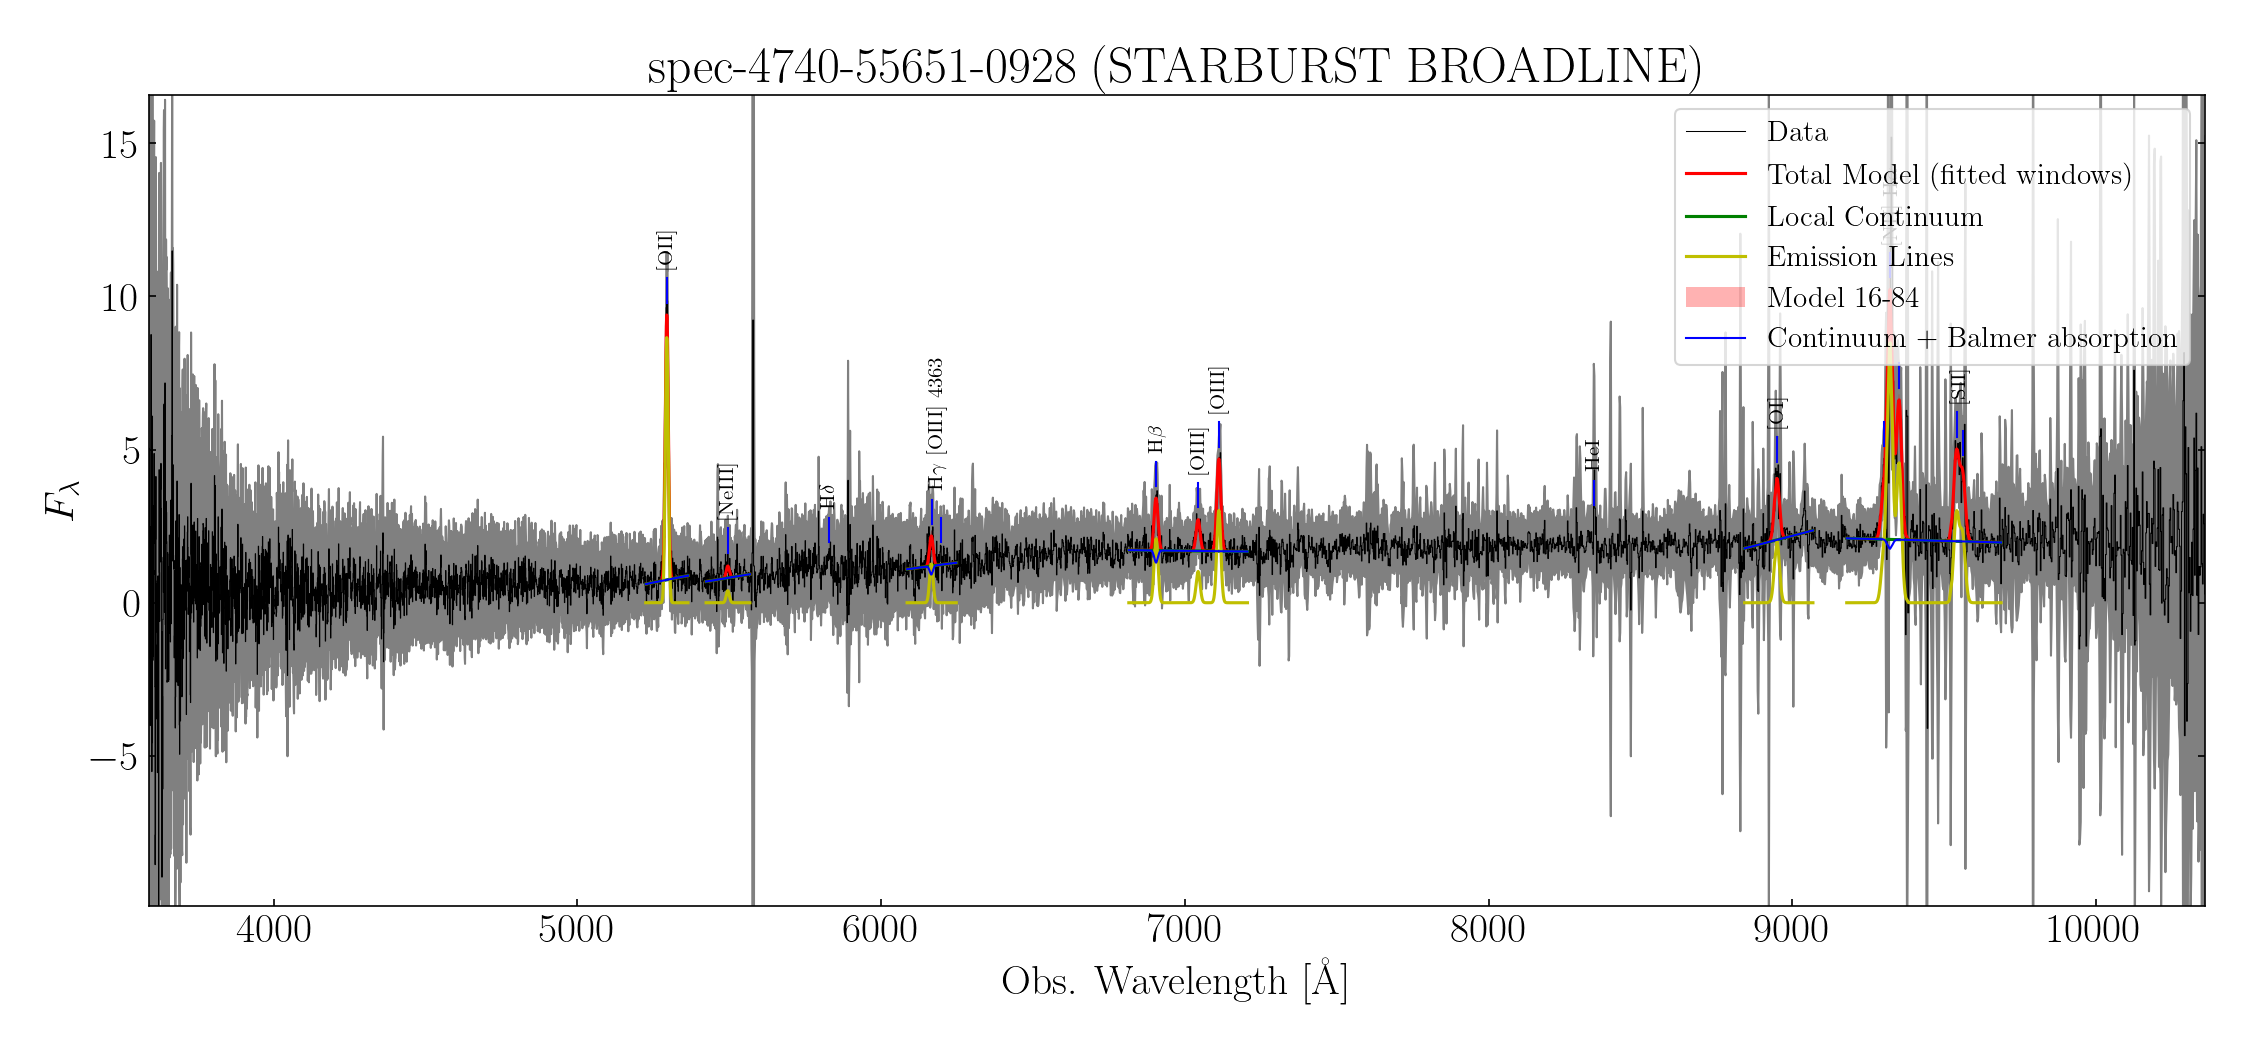 spec-4740-55651-0928 (STARBURST BROADLINE)
Data
Total Model (fitted windows)
Local Continuum
Emission Lines
Model 16-84
Continuum + Balmer absorption
[OII]
[NeIII]
Hδ
Hγ
[OIII] 4363
Hβ
[OIII]
[OIII]
HeI
[OI]
[SII]
15
10
5
0
−5
Fλ
4000
5000
6000
7000
8000
9000
10000
Obs. Wavelength [Å]